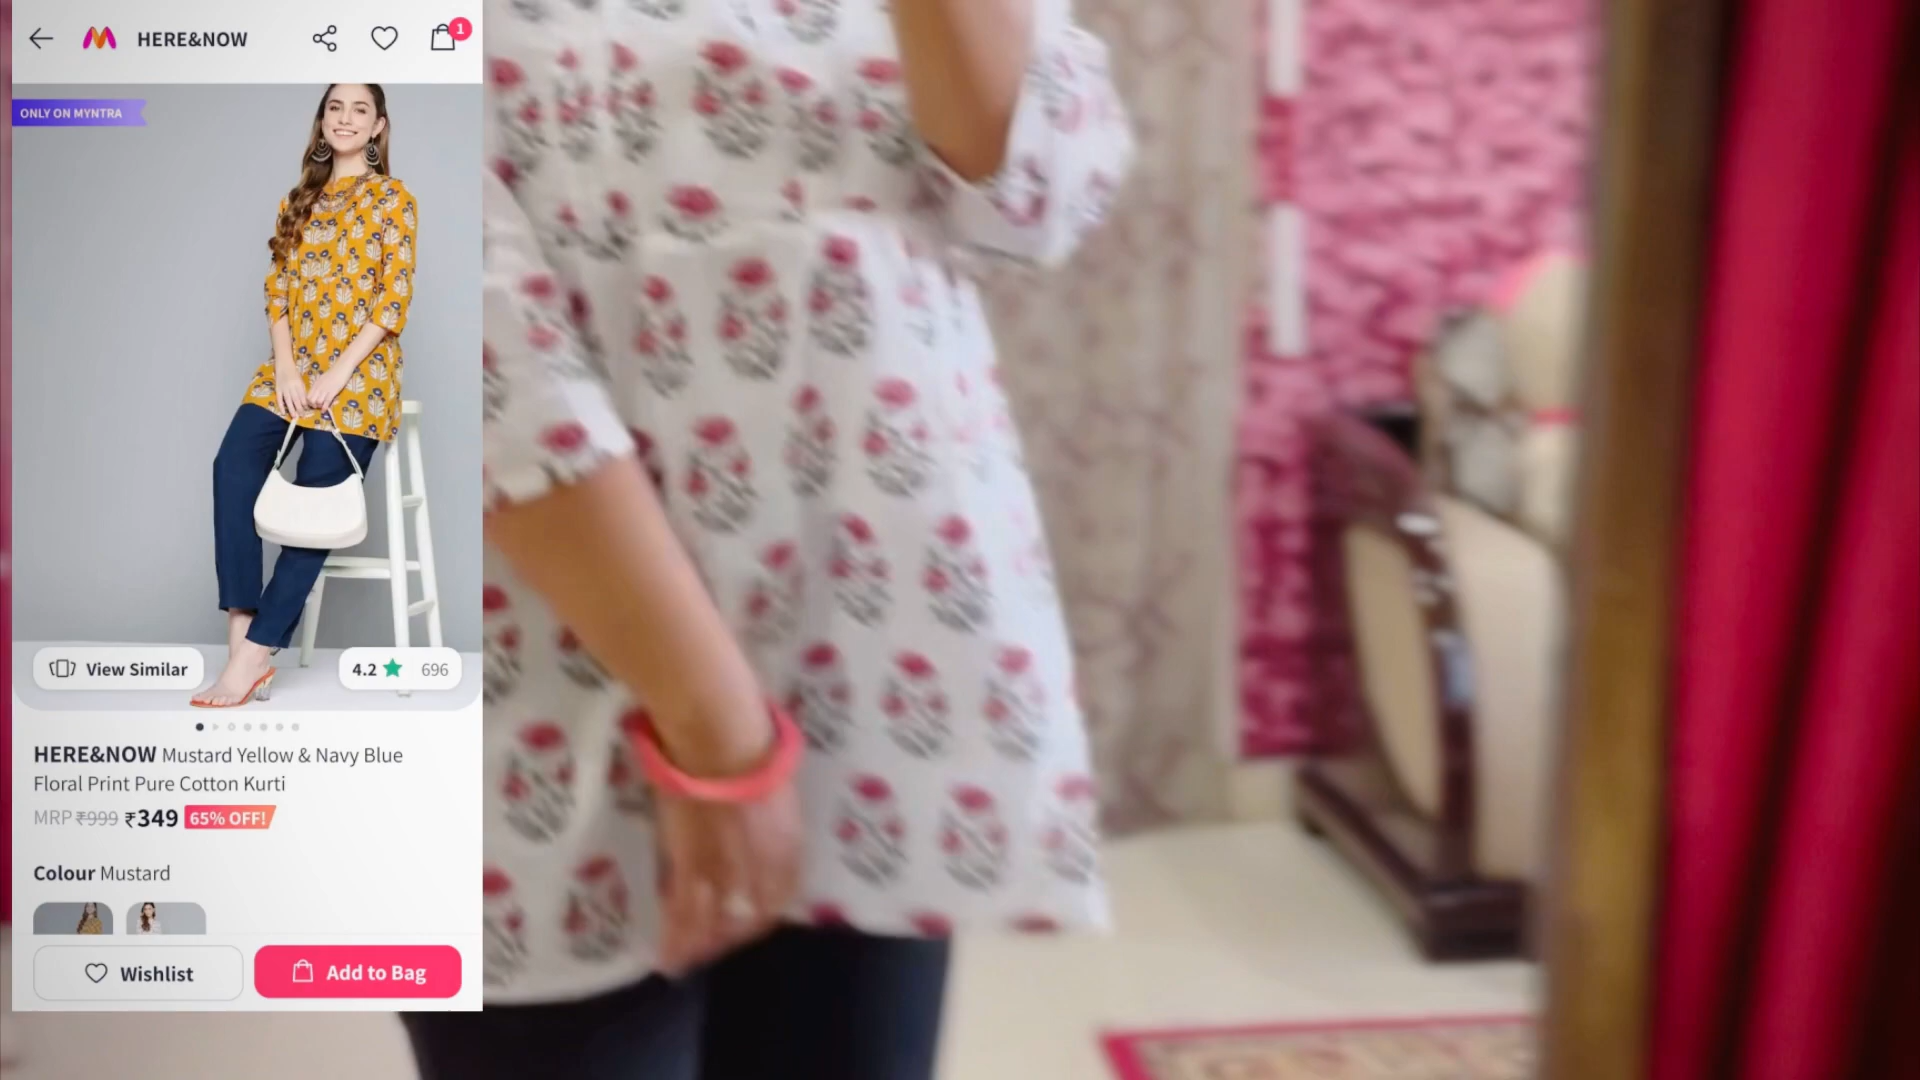 HERE&NOW
1
ONLY ON MYNTRA
View Similar
4.2 ★ 696
HERE&NOW Mustard Yellow & Navy Blue
Floral Print Pure Cotton Kurti
MRP ₹999 ₹349 65% OFF!
Colour Mustard
Wishlist
Add to Bag